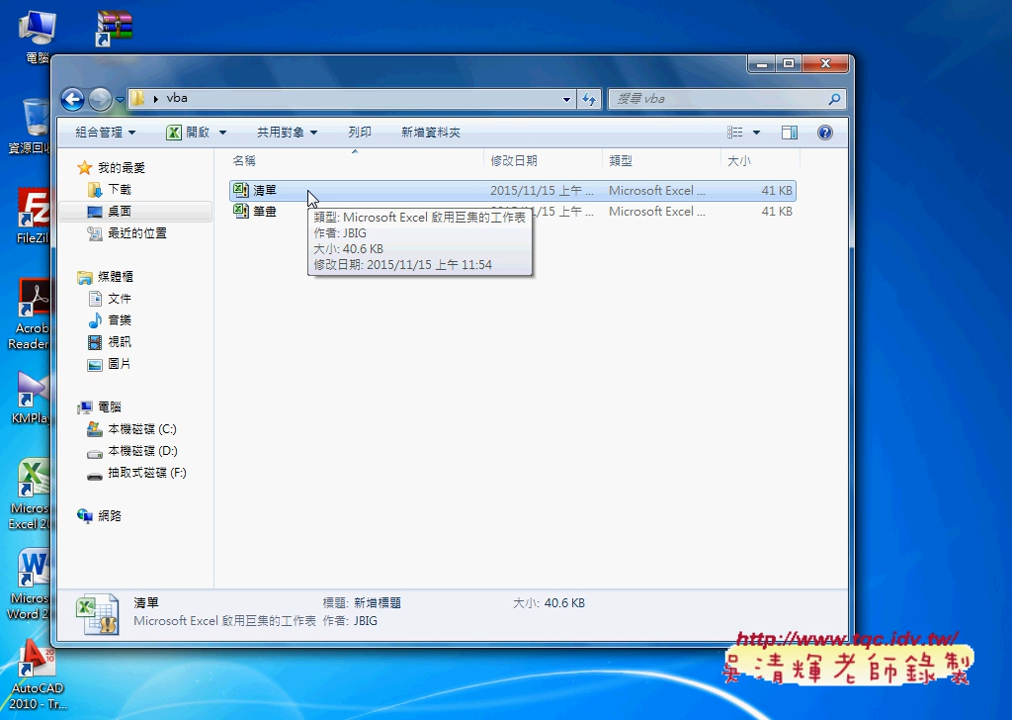 電腦
vba
搜尋 vba
組合管理
開啟
共用對象
列印
新增資料夾
我的最愛
下載
桌面
最近的位置
媒體櫃
文件
音樂
視訊
圖片
電腦
本機磁碟 (C:)
本機磁碟 (D:)
抽取式磁碟 (F:)
網路
名稱
修改日期
類型
大小
清單
2015/11/15 上午 ...
Microsoft Excel ...
41 KB
筆畫
/15 上午 ...
Microsoft Excel ...
41 KB
類型: Microsoft Excel 啟用巨集的工作表
作者: JBIG
大小: 40.6 KB
修改日期: 2015/11/15 上午 11:54
清單
標題: 新增標題
大小: 40.6 KB
Microsoft Excel 啟用巨集的工作表
作者: JBIG
資源回收
FileZil
Acrob
Reader
KMPla
Micros
Excel 20
Micros
Word 2
AutoCAD
2010 - Tr...
http://www.tqc.idv.tw/
吳清輝老師錄製